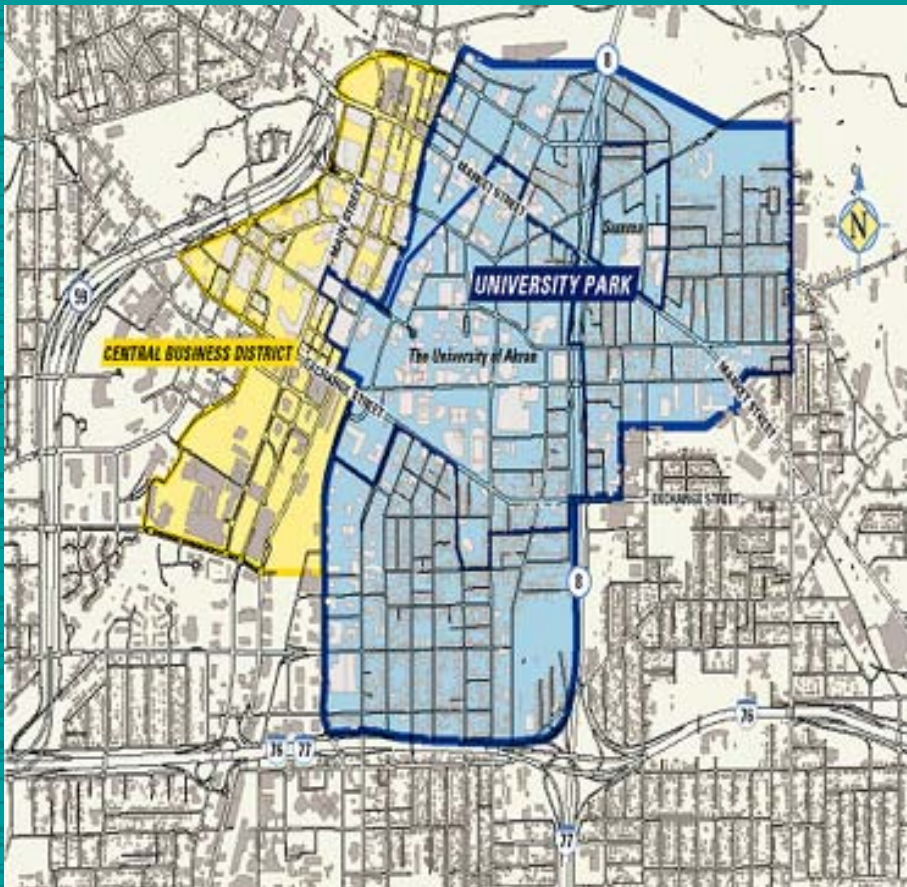 8
MARKET STREET
MAIN STREET
Summa
N
UNIVERSITY PARK
59
CENTRAL BUSINESS DISTRICT
The University of Akron
EXCHANGE STREET
MARKET STREET
EXCHANGE STREET
8
76
76 77
77